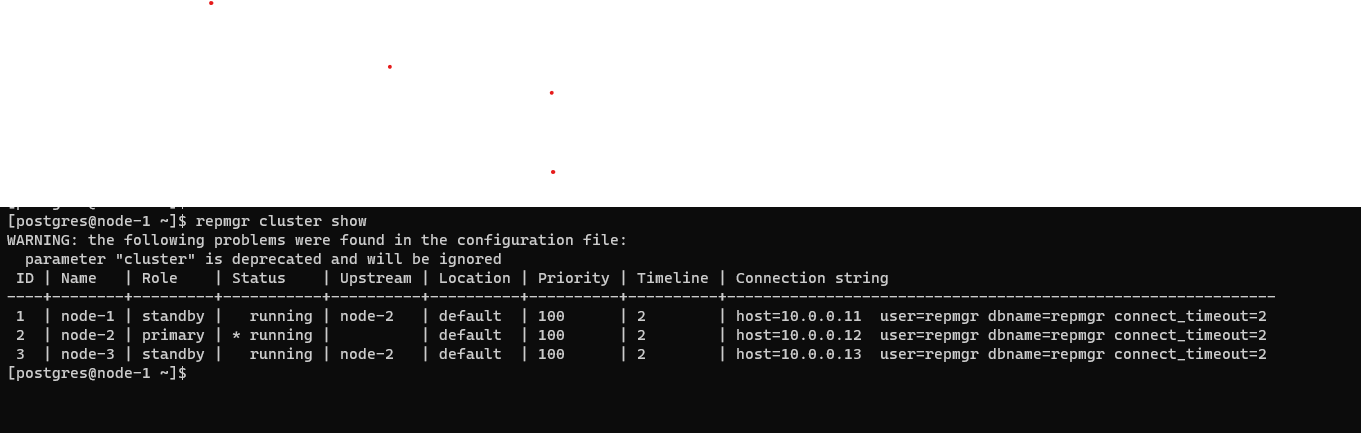 [postgres@node-1 ~]$ repmgr cluster show
WARNING: the following problems were found in the configuration file:
  parameter "cluster" is deprecated and will be ignored
 ID | Name   | Role    | Status    | Upstream | Location | Priority | Timeline | Connection string
----+--------+---------+-----------+----------+----------+----------+----------+-------------------------------------------------------------
 1  | node-1 | standby |   running | node-2   | default  | 100      | 2        | host=10.0.0.11  user=repmgr dbname=repmgr connect_timeout=2
 2  | node-2 | primary | * running |          | default  | 100      | 2        | host=10.0.0.12  user=repmgr dbname=repmgr connect_timeout=2
 3  | node-3 | standby |   running | node-2   | default  | 100      | 2        | host=10.0.0.13  user=repmgr dbname=repmgr connect_timeout=2
[postgres@node-1 ~]$